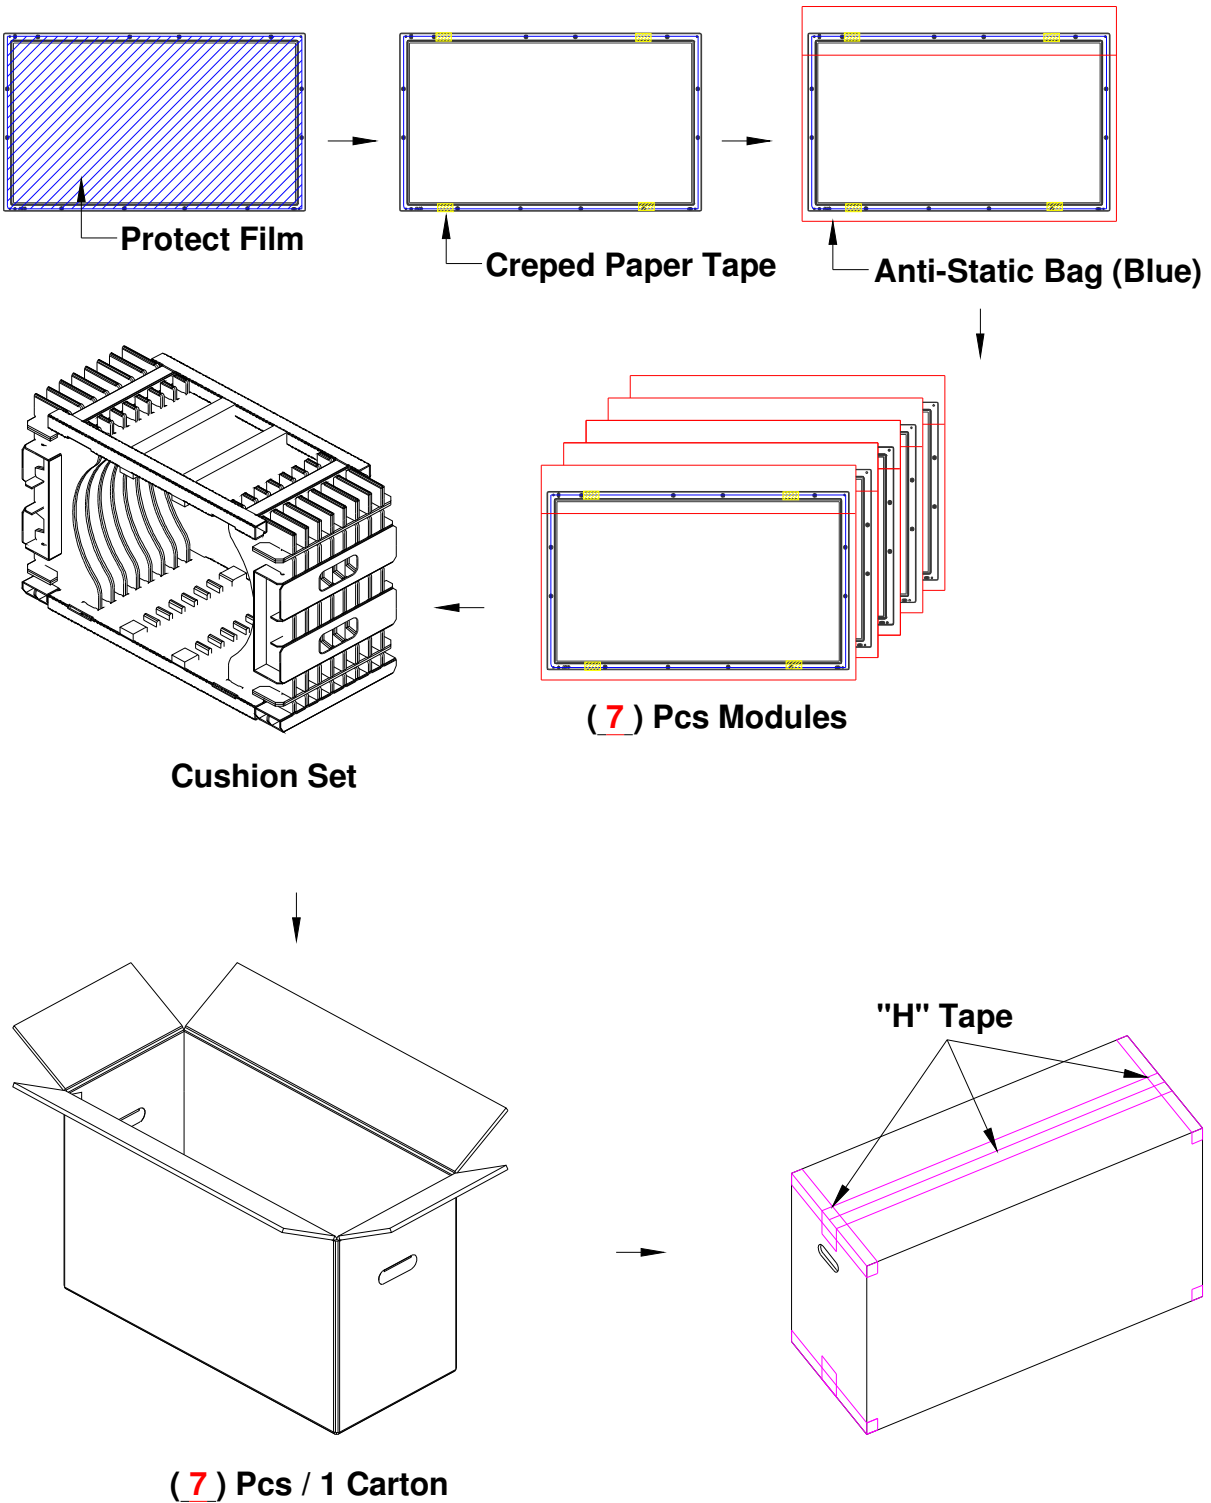 Protect Film
Creped Paper Tape
Anti-Static Bag (Blue)
( 7 ) Pcs Modules
Cushion Set
"H" Tape
( 7 ) Pcs / 1 Carton